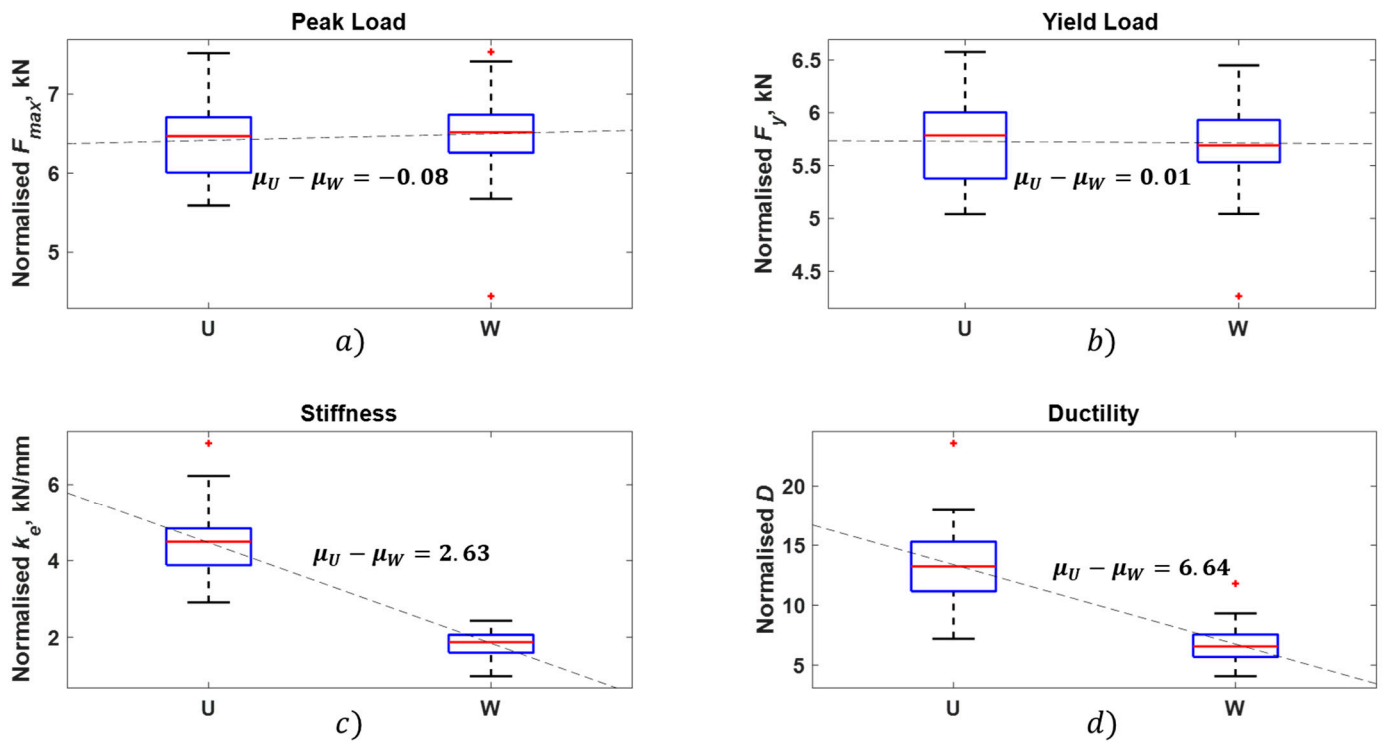 Peak Load
Normalised F_max, kN
7
6
5
μ_U − μ_W = −0.08
U
W
a)
Yield Load
Normalised F_y, kN
6.5
6
5.5
5
4.5
μ_U − μ_W = 0.01
U
W
b)
Stiffness
Normalised k_e, kN/mm
6
4
2
μ_U − μ_W = 2.63
U
W
c)
Ductility
Normalised D
20
15
10
5
μ_U − μ_W = 6.64
U
W
d)